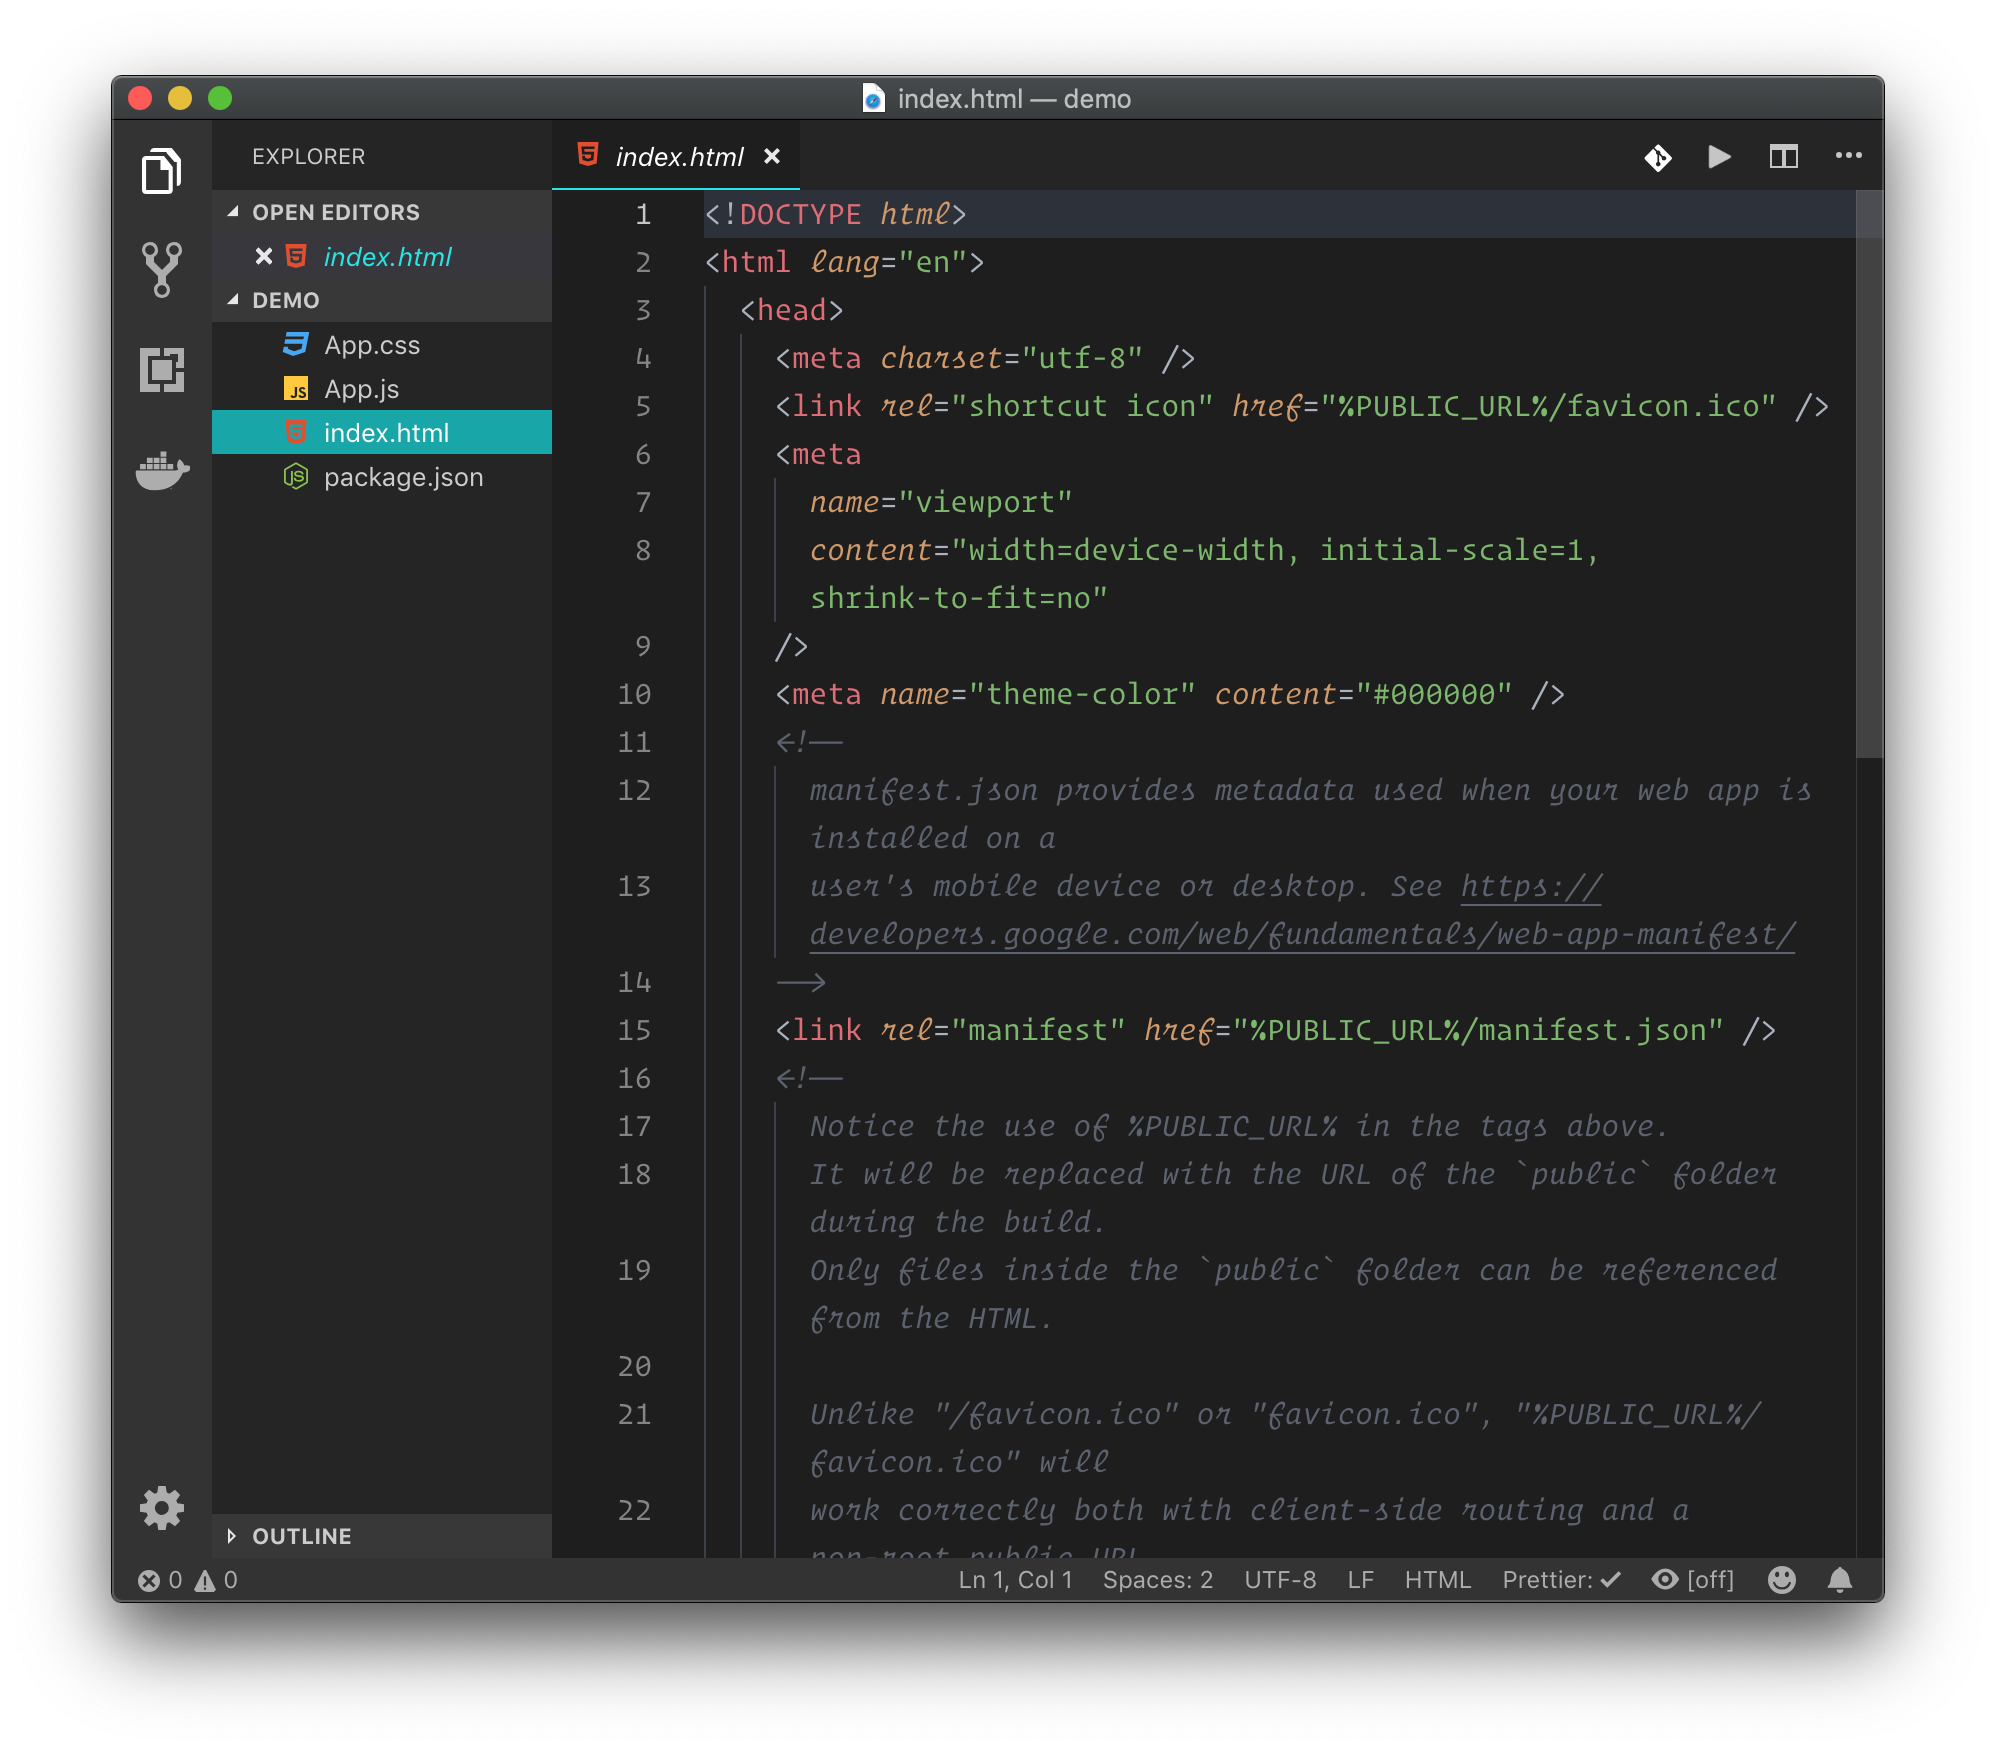 index.html — demo
EXPLORER
OPEN EDITORS
index.html
DEMO
App.css
App.js
index.html
package.json
OUTLINE
index.html
1 <!DOCTYPE html>
2 <html lang="en">
3 <head>
4 <meta charset="utf-8" />
5 <link rel="shortcut icon" href="%PUBLIC_URL%/favicon.ico" />
6 <meta
7 name="viewport"
8 content="width=device-width, initial-scale=1,
shrink-to-fit=no"
9 />
10 <meta name="theme-color" content="#000000" />
11 <!--
12 manifest.json provides metadata used when your web app is
installed on a
13 user's mobile device or desktop. See https://
developers.google.com/web/fundamentals/web-app-manifest/
14 -->
15 <link rel="manifest" href="%PUBLIC_URL%/manifest.json" />
16 <!--
17 Notice the use of %PUBLIC_URL% in the tags above.
18 It will be replaced with the URL of the `public` folder
during the build.
19 Only files inside the `public` folder can be referenced
from the HTML.
20
21 Unlike "/favicon.ico" or "favicon.ico", "%PUBLIC_URL%/
favicon.ico" will
22 work correctly both with client-side routing and a
non-root public URL
0 0 Ln 1, Col 1 Spaces: 2 UTF-8 LF HTML Prettier: ✓ [off]